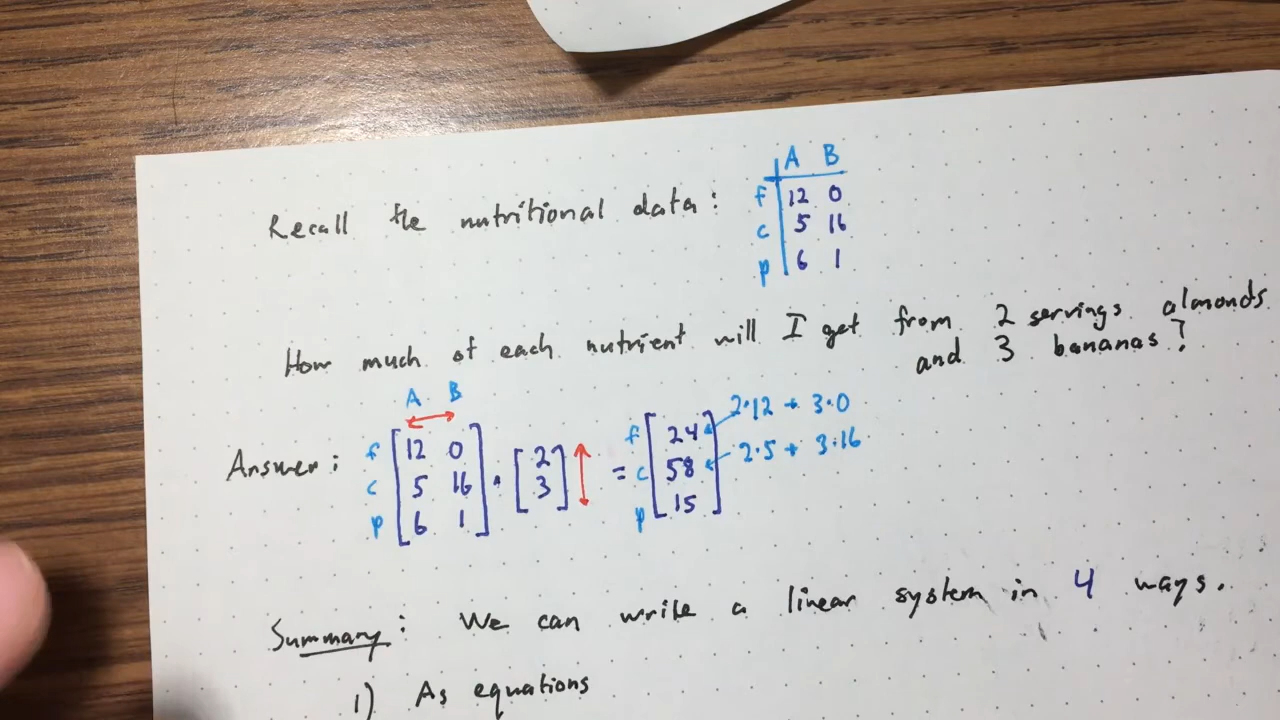 A B
Recall the nutritional data: f 12 0
c 5 16
p 6 1
How much of each nutrient will I get from 2 servings almonds
and 3 bananas?
A B
Answer: f [12 0] [2] = f [24] 2·12 + 3·0
c [5 16] · [3] c [58] 2·5 + 3·16
p [6 1] p [15]
Summary: We can write a linear system in 4 ways.
1) As equations